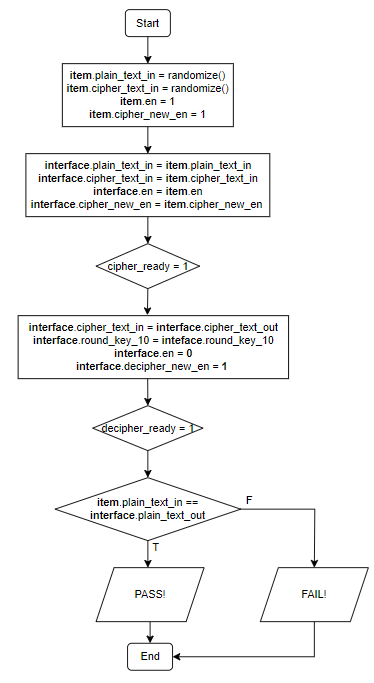 Start
item.plain_text_in = randomize()
item.cipher_text_in = randomize()
item.en = 1
item.cipher_new_en = 1
interface.plain_text_in = item.plain_text_in
interface.cipher_text_in = item.cipher_text_in
interface.en = item.en
interface.cipher_new_en = item.cipher_new_en
cipher_ready = 1
interface.cipher_text_in = interface.cipher_text_out
interface.round_key_10 = inteface.round_key_10
interface.en = 0
interface.decipher_new_en = 1
decipher_ready = 1
item.plain_text_in ==
interface.plain_text_out
F
T
PASS!
FAIL!
End